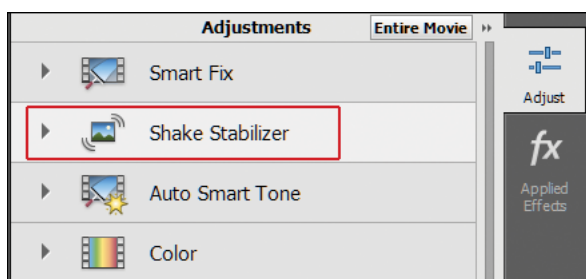 Adjustments
Entire Movie
Smart Fix
Shake Stabilizer
Auto Smart Tone
Color
Adjust
fx
Applied
Effects